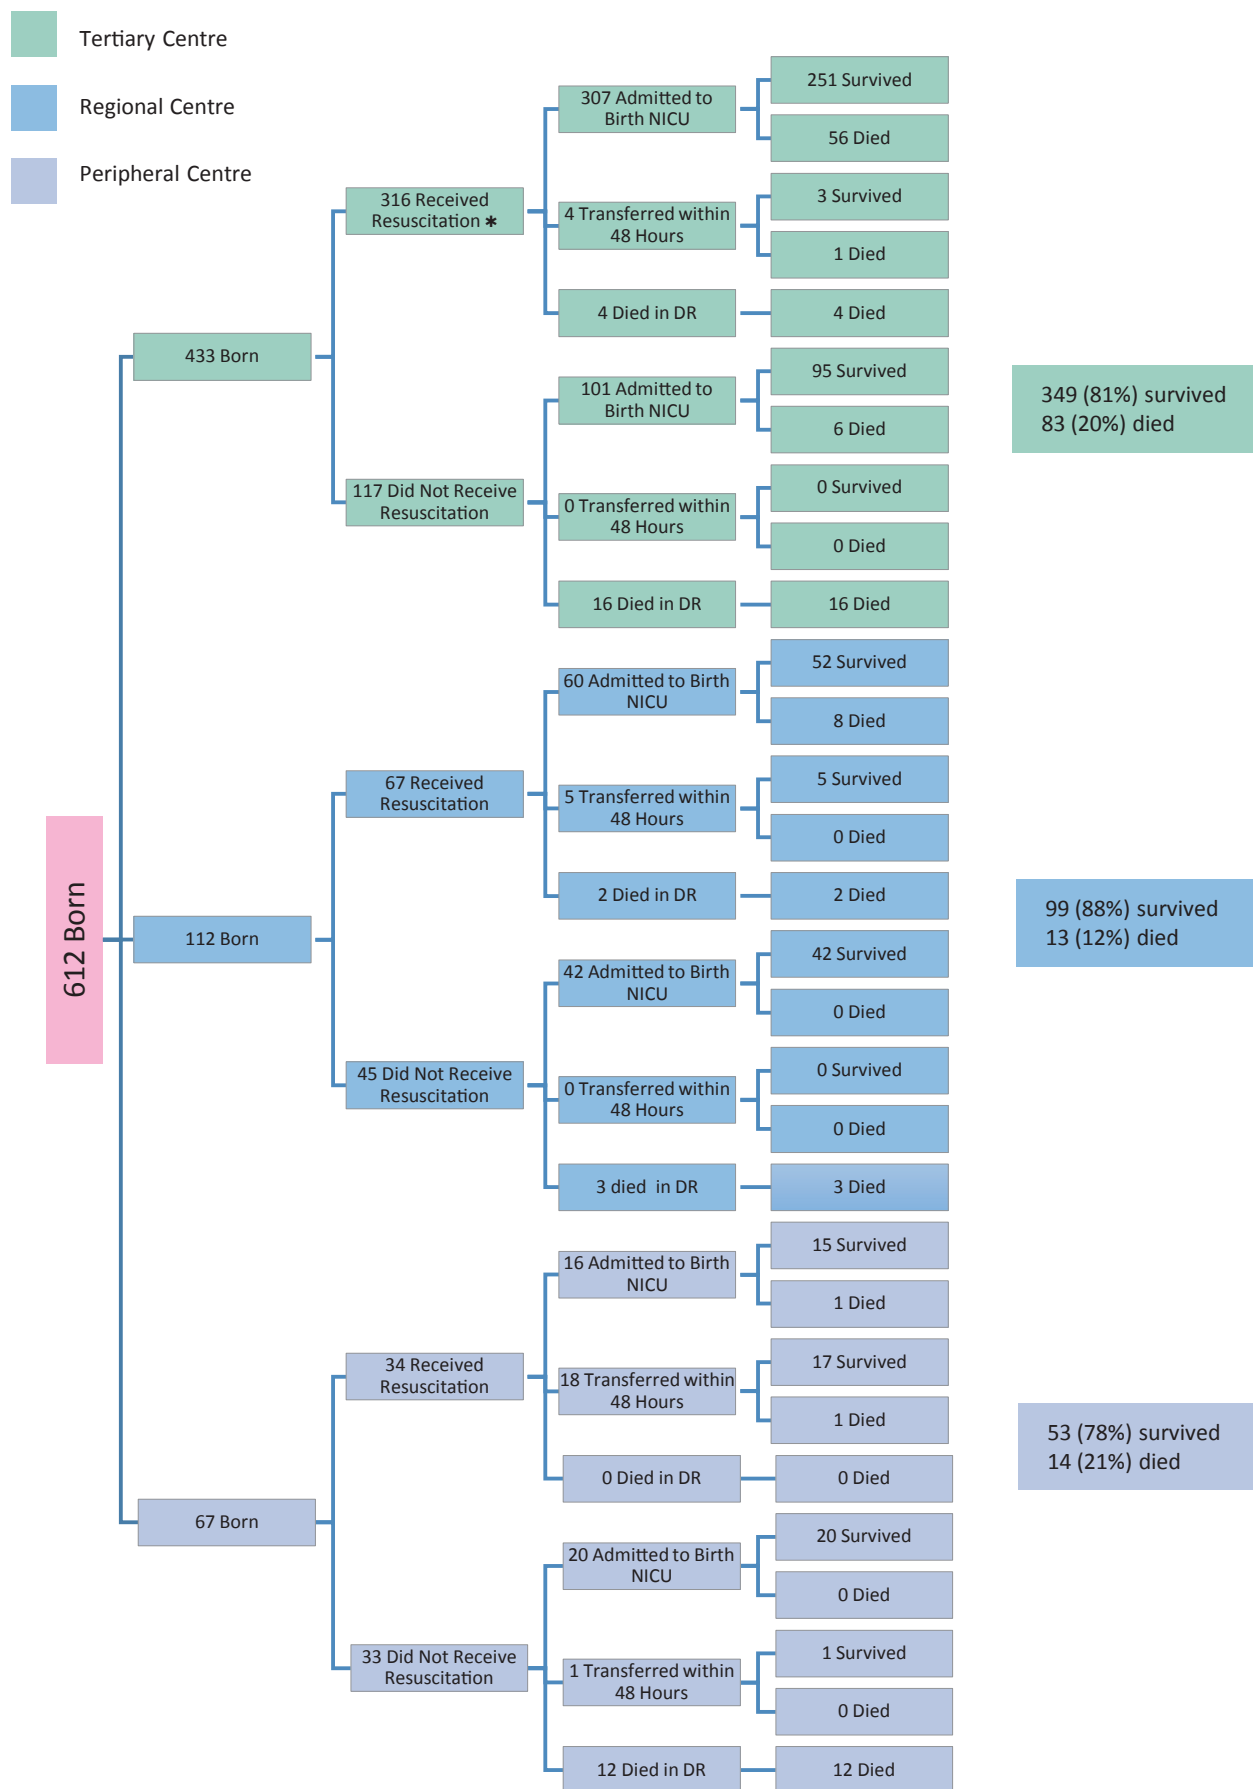 Tertiary Centre
Regional Centre
Peripheral Centre
612 Born
433 Born
316 Received
Resuscitation ✱
307 Admitted to
Birth NICU
251 Survived
56 Died
4 Transferred within
48 Hours
3 Survived
1 Died
4 Died in DR
4 Died
117 Did Not Receive
Resuscitation
101 Admitted to
Birth NICU
95 Survived
6 Died
0 Transferred within
48 Hours
0 Survived
0 Died
16 Died in DR
16 Died
349 (81%) survived
83 (20%) died
112 Born
67 Received
Resuscitation
60 Admitted to Birth
NICU
52 Survived
8 Died
5 Transferred within
48 Hours
5 Survived
0 Died
2 Died in DR
2 Died
45 Did Not Receive
Resuscitation
42 Admitted to Birth
NICU
42 Survived
0 Died
0 Transferred within
48 Hours
0 Survived
0 Died
3 died in DR
3 Died
99 (88%) survived
13 (12%) died
67 Born
34 Received
Resuscitation
16 Admitted to Birth
NICU
15 Survived
1 Died
18 Transferred within
48 Hours
17 Survived
1 Died
0 Died in DR
0 Died
33 Did Not Receive
Resuscitation
20 Admitted to Birth
NICU
20 Survived
0 Died
1 Transferred within
48 Hours
1 Survived
0 Died
12 Died in DR
12 Died
53 (78%) survived
14 (21%) died